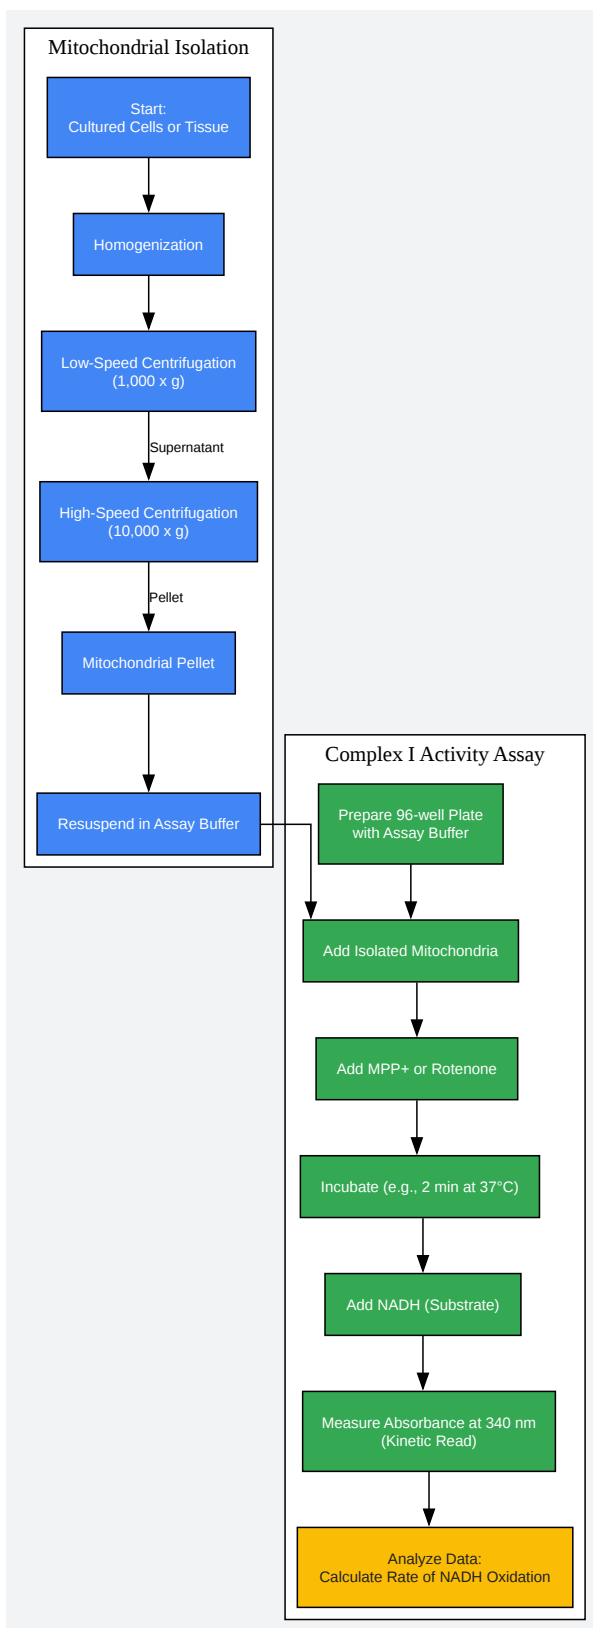 Mitochondrial Isolation
Start:
Cultured Cells or Tissue
Homogenization
Low-Speed Centrifugation
(1,000 x g)
Supernatant
High-Speed Centrifugation
(10,000 x g)
Pellet
Mitochondrial Pellet
Resuspend in Assay Buffer
Complex I Activity Assay
Prepare 96-well Plate
with Assay Buffer
Add Isolated Mitochondria
Add MPP+ or Rotenone
Incubate (e.g., 2 min at 37°C)
Add NADH (Substrate)
Measure Absorbance at 340 nm
(Kinetic Read)
Analyze Data:
Calculate Rate of NADH Oxidation